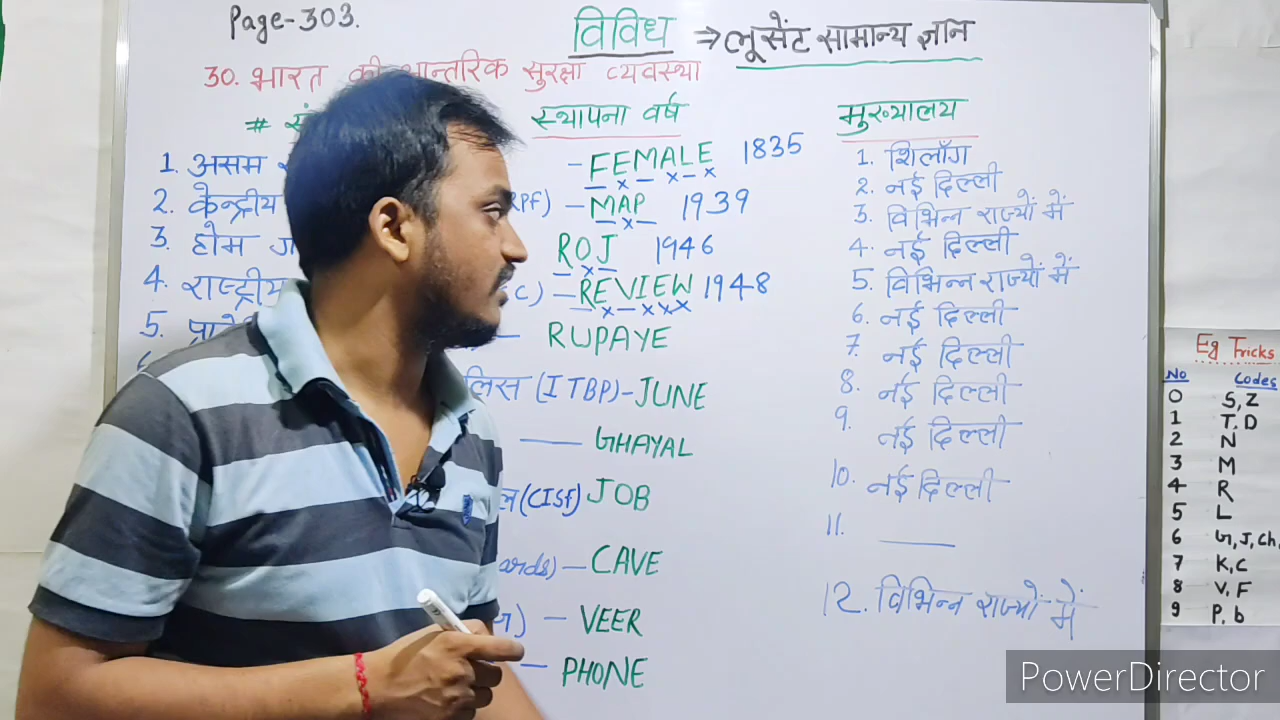 Page-303.
विविध ⇒ लूसेंट सामान्य ज्ञान
30. भारत की आन्तरिक सुरक्षा व्यवस्था
# स्थापना वर्ष मुख्यालय
1. असम - FEMALE 1835 1. शिलाँग
2. केन्द्रीय RPF) - MAP 1939 2. नई दिल्ली
3. होम ROJ 1946 3. विभिन्न राज्यों में
4. राष्ट्रीय C) - REVIEW 1948 4. नई दिल्ली
5. RUPAYE 5. विभिन्न राज्यों में
6. नई दिल्ली
लिस (ITBP)-JUNE 7. नई दिल्ली
— GHAYAL 8. नई दिल्ली
ल(CISF) JOB 9. नई दिल्ली
ards) — CAVE 10. नई दिल्ली
) — VEER 11. —
— PHONE 12. विभिन्न राज्यों में
Eg Tricks
No Codes
0 S, Z
1 T, D
2 N
3 M
4 R
5 L
6 G, J, Ch,
7 K, C
8 V, F
9 P, b
PowerDirector